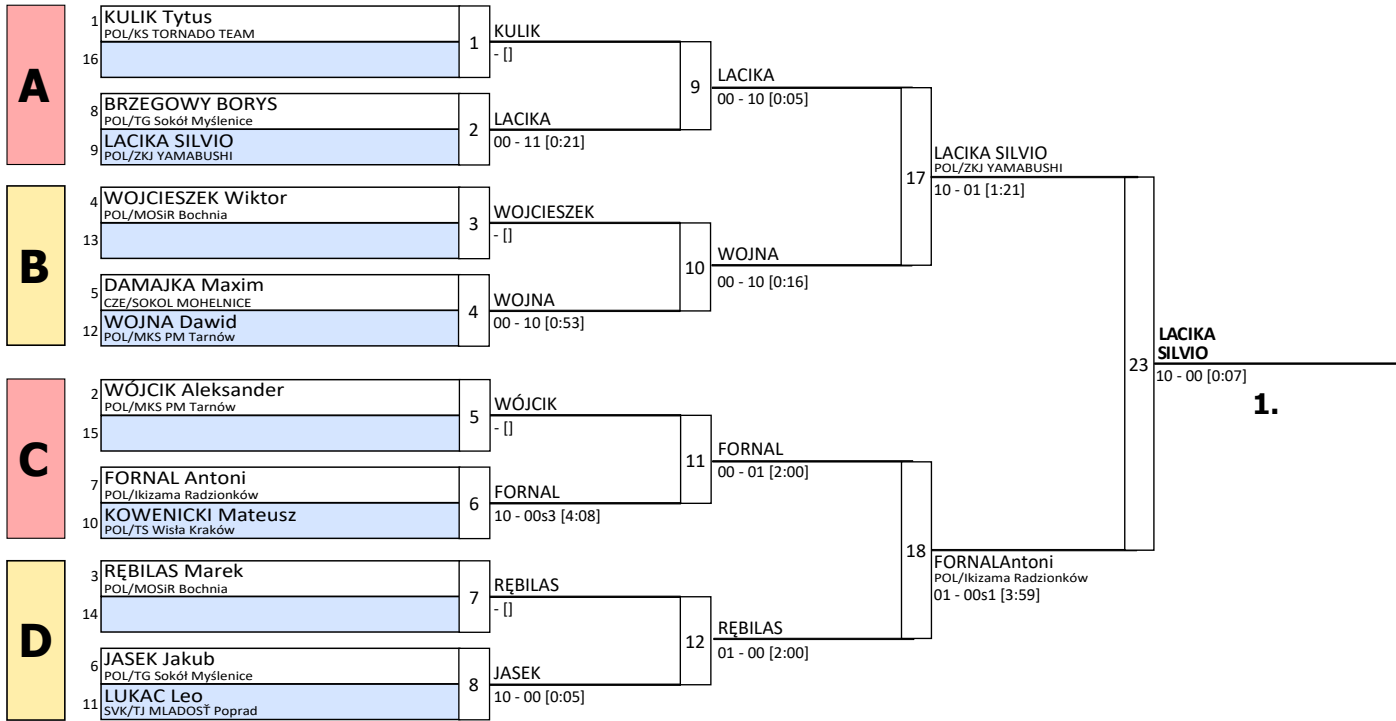 A
1 KULIK Tytus
POL/KS TORNADO TEAM
16
1
KULIK
- []
8 BRZEGOWY BORYS
POL/TG Sokół Myślenice
9 LACIKA SILVIO
POL/ZKJ YAMABUSHI
2
LACIKA
00 - 11 [0:21]
9
LACIKA
00 - 10 [0:05]
B
4 WOJCIESZEK Wiktor
POL/MOSiR Bochnia
13
3
WOJCIESZEK
- []
5 DAMAJKA Maxim
CZE/SOKOL MOHELNICE
12 WOJNA Dawid
POL/MKS PM Tarnów
4
WOJNA
00 - 10 [0:53]
10
WOJNA
00 - 10 [0:16]
17
LACIKA SILVIO
POL/ZKJ YAMABUSHI
10 - 01 [1:21]
C
2 WÓJCIK Aleksander
POL/MKS PM Tarnów
15
5
WÓJCIK
- []
7 FORNAL Antoni
POL/Ikizama Radzionków
10 KOWENICKI Mateusz
POL/TS Wisła Kraków
6
FORNAL
10 - 00s3 [4:08]
11
FORNAL
00 - 01 [2:00]
D
3 RĘBILAS Marek
POL/MOSiR Bochnia
14
7
RĘBILAS
- []
6 JASEK Jakub
POL/TG Sokół Myślenice
11 LUKAC Leo
SVK/TJ MLADOSŤ Poprad
8
JASEK
10 - 00 [0:05]
12
RĘBILAS
01 - 00 [2:00]
18
FORNALAntoni
POL/Ikizama Radzionków
01 - 00s1 [3:59]
23
LACIKA
SILVIO
10 - 00 [0:07]
1.